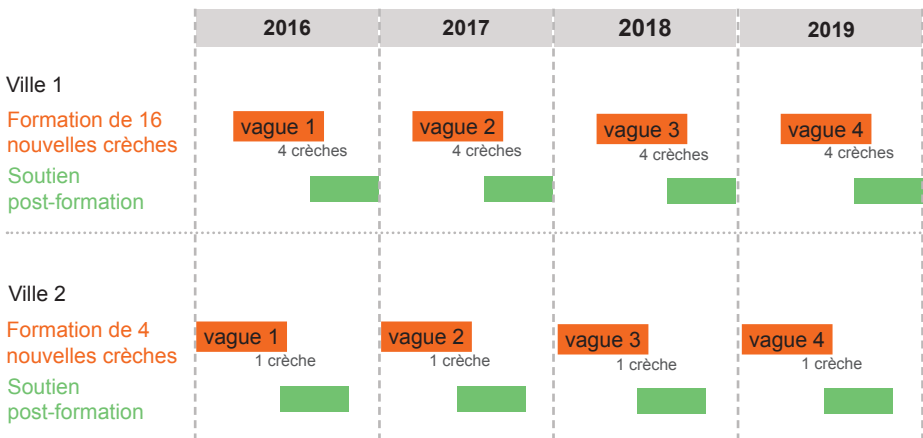 2016 2017 2018 2019
Ville 1
Formation de 16
nouvelles crèches
vague 1 vague 2 vague 3 vague 4
4 crèches 4 crèches 4 crèches 4 crèches
Soutien
post-formation
Ville 2
Formation de 4
nouvelles crèches
vague 1 vague 2 vague 3 vague 4
1 crèche 1 crèche 1 crèche 1 crèche
Soutien
post-formation